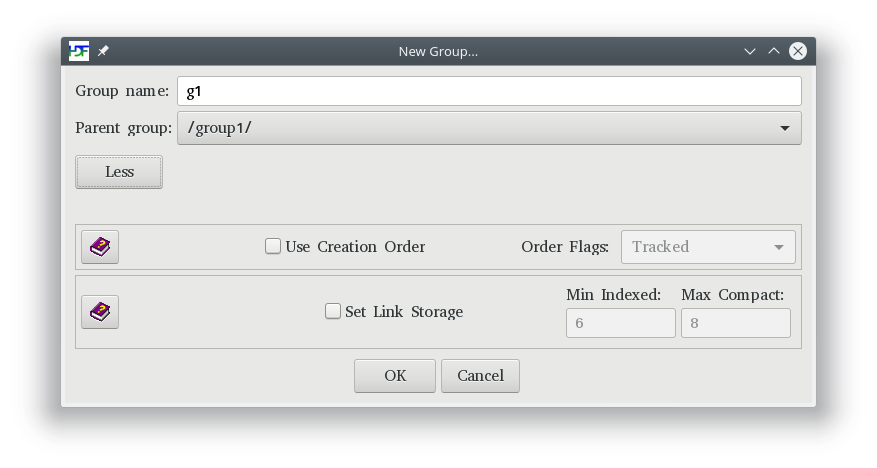 HDF
New Group...
Group name: g1
Parent group: /group1/
Less
? Use Creation Order Order Flags: Tracked
Min Indexed: Max Compact:
? Set Link Storage 6 8
OK Cancel